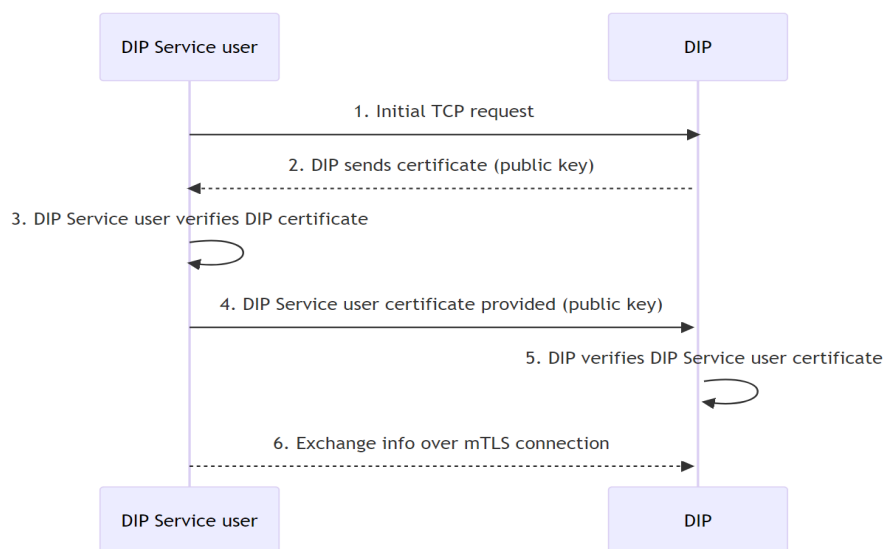 DIP Service user
DIP
1. Initial TCP request
2. DIP sends certificate (public key)
3. DIP Service user verifies DIP certificate
4. DIP Service user certificate provided (public key)
5. DIP verifies DIP Service user certificate
6. Exchange info over mTLS connection
DIP Service user
DIP